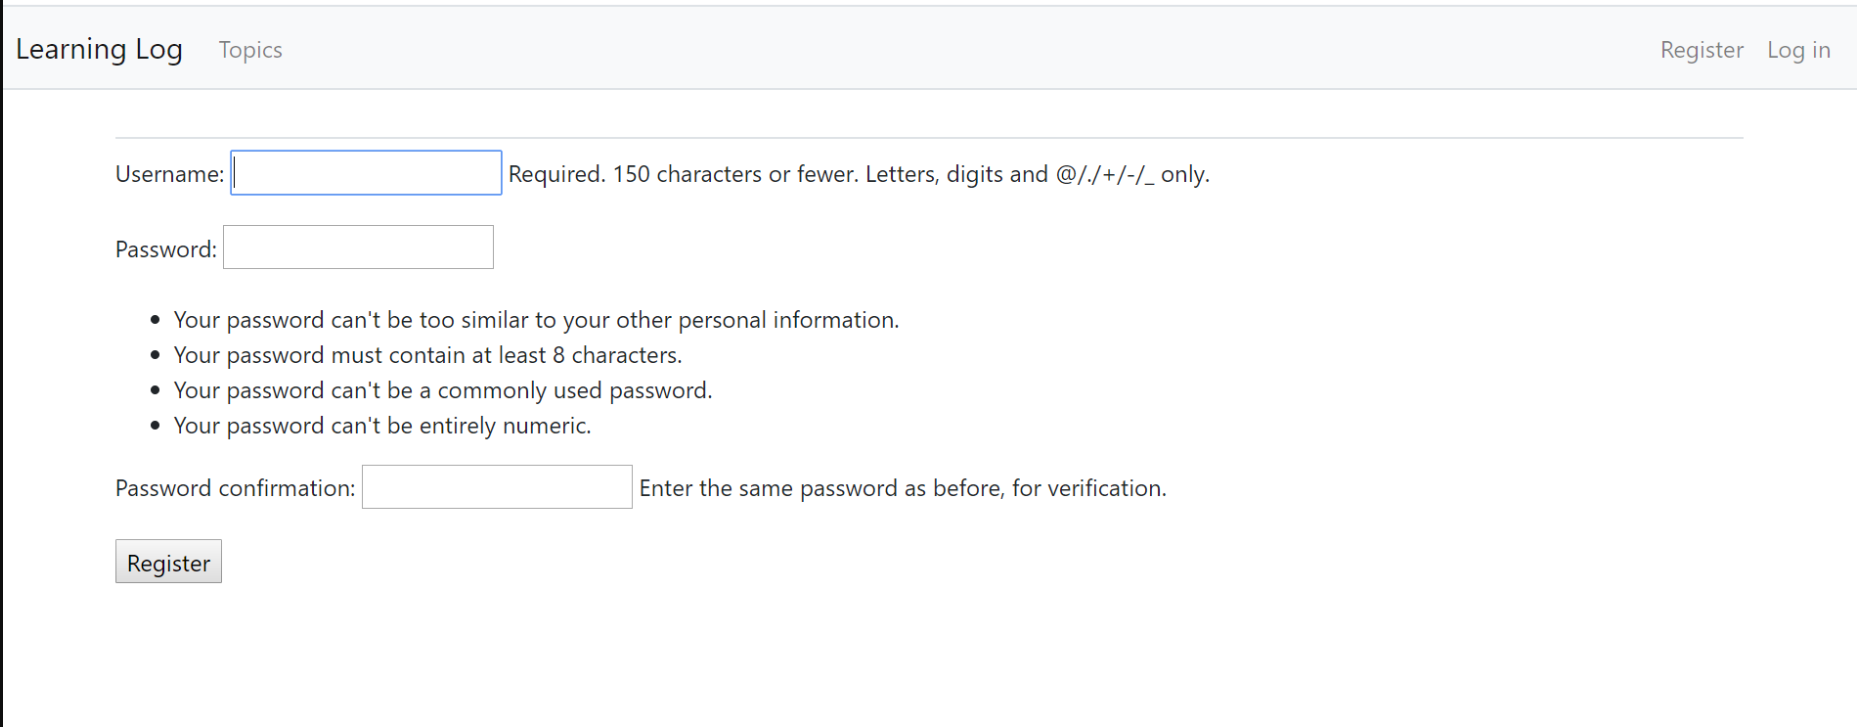 Learning Log Topics Register Log in
Username: Required. 150 characters or fewer. Letters, digits and @/./+/-/_ only.
Password:
• Your password can't be too similar to your other personal information.
• Your password must contain at least 8 characters.
• Your password can't be a commonly used password.
• Your password can't be entirely numeric.
Password confirmation: Enter the same password as before, for verification.
Register